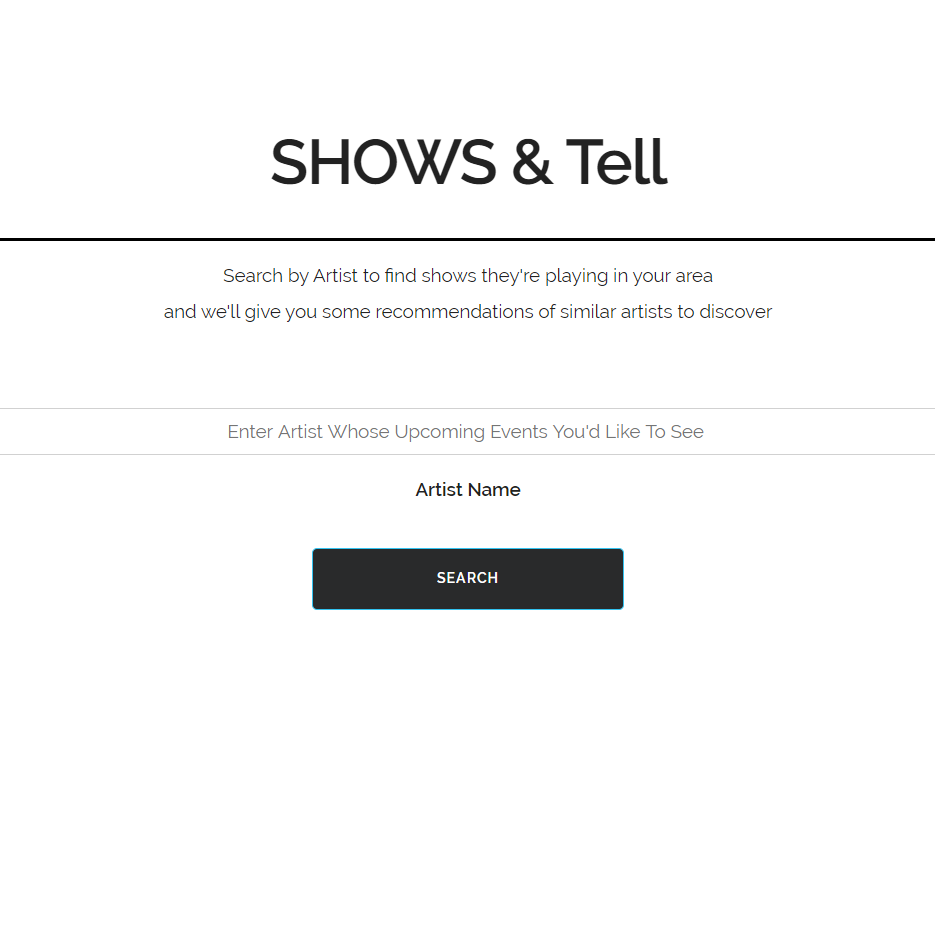 SHOWS & Tell
Search by Artist to find shows they're playing in your area
and we'll give you some recommendations of similar artists to discover
Enter Artist Whose Upcoming Events You'd Like To See
Artist Name
SEARCH